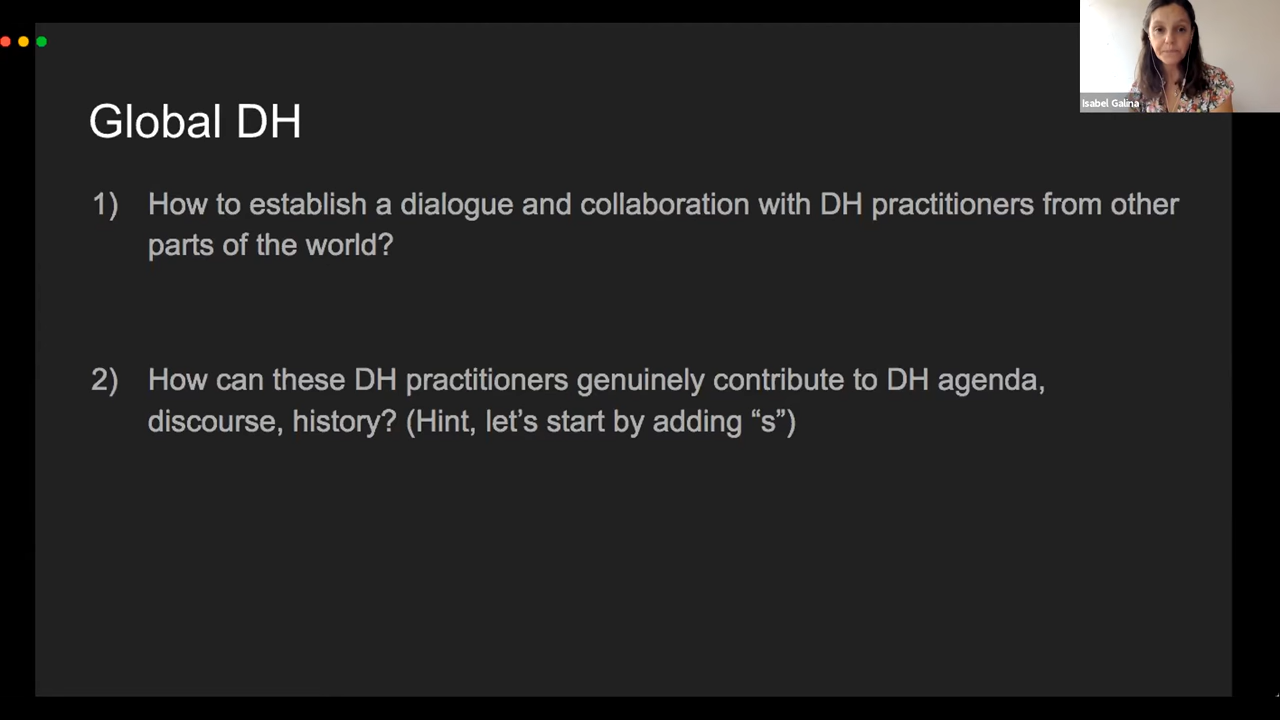 Global DH
1) How to establish a dialogue and collaboration with DH practitioners from other
parts of the world?
2) How can these DH practitioners genuinely contribute to DH agenda,
discourse, history? (Hint, let's start by adding “s”)
Isabel Galina